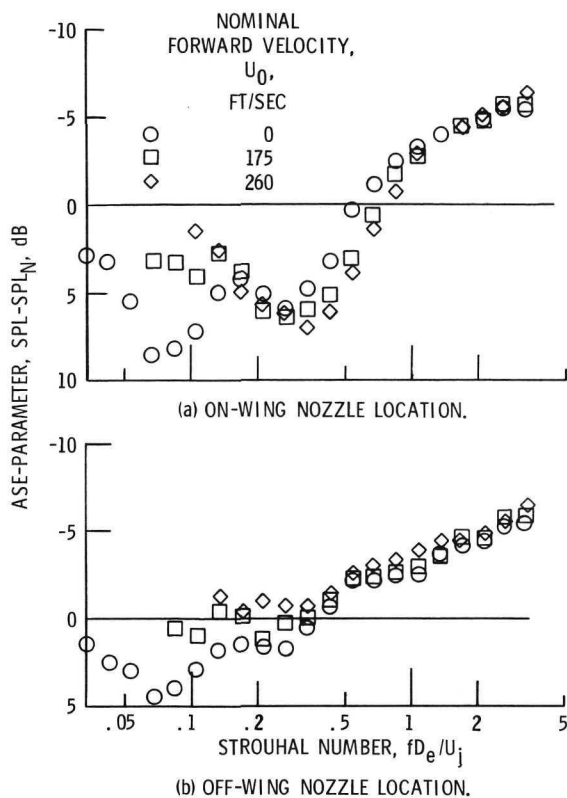 NOMINAL
FORWARD VELOCITY,
U0,
FT/SEC
0
175
260
-10
-5
0
5
10
(a) ON-WING NOZZLE LOCATION.
ASE-PARAMETER, SPL-SPLN, dB
-10
-5
0
5
.05 .1 .2 .5 1 2 5
STROUHAL NUMBER, fDe/Uj
(b) OFF-WING NOZZLE LOCATION.